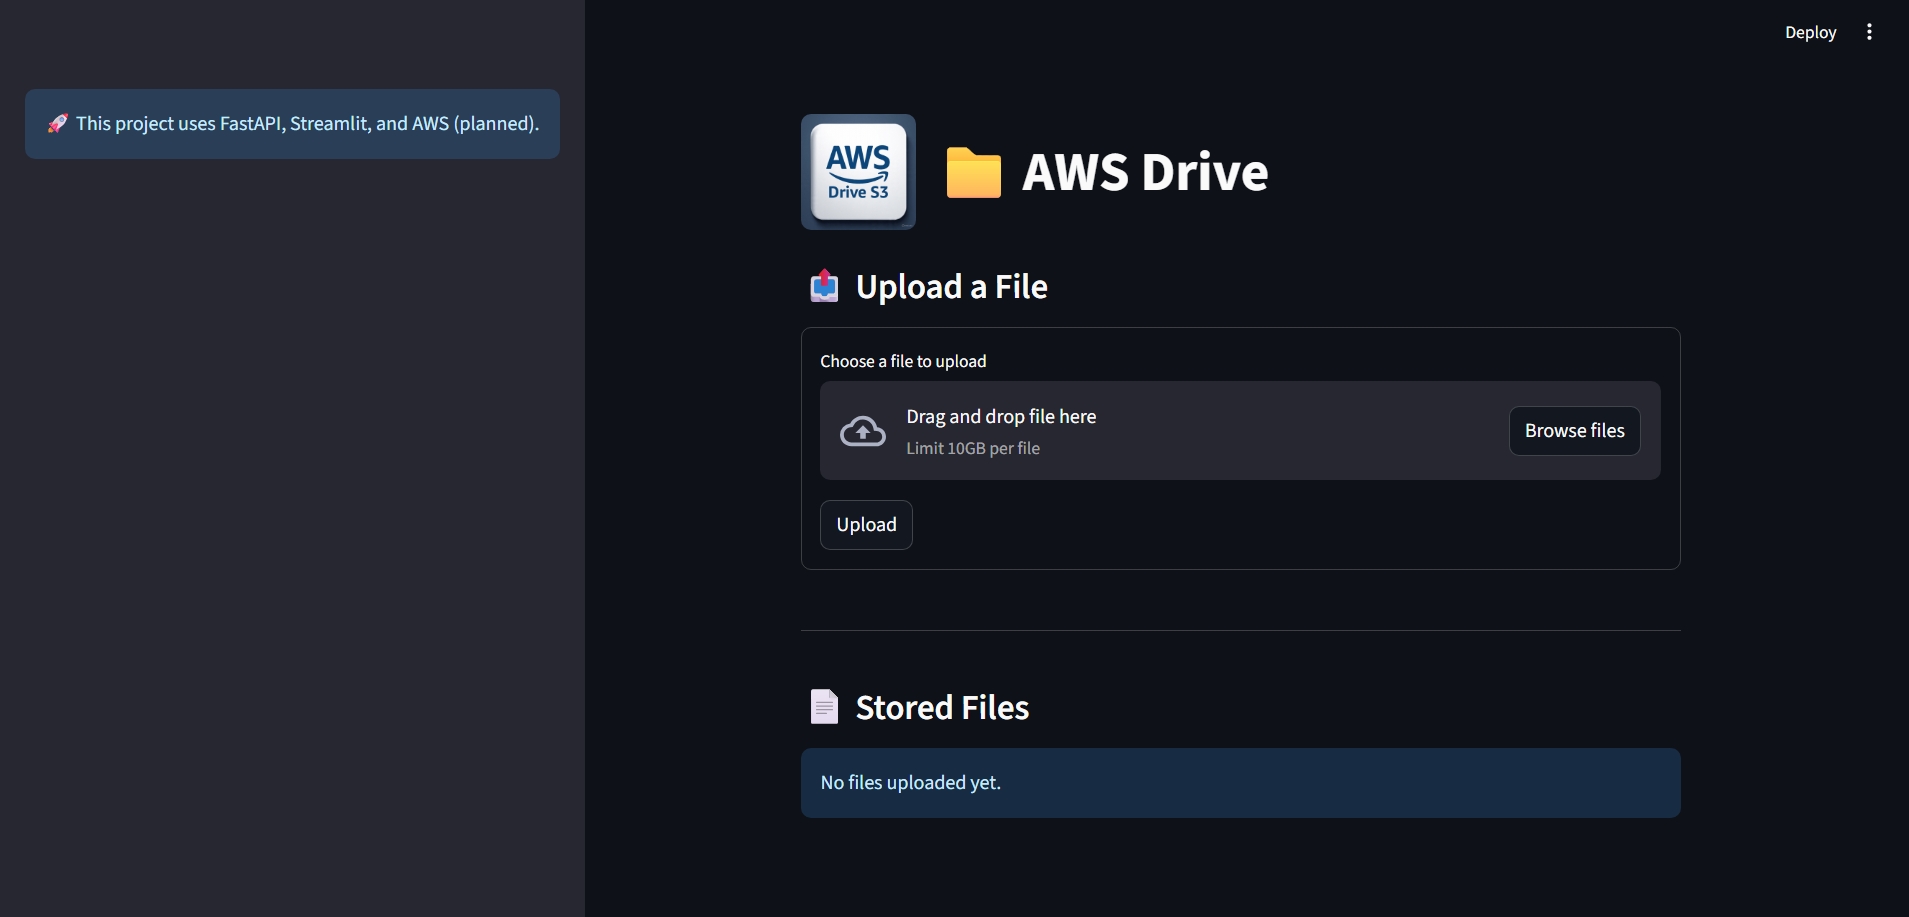 Deploy
🚀 This project uses FastAPI, Streamlit, and AWS (planned).
AWS
Drive S3
📁 AWS Drive
📤 Upload a File
Choose a file to upload
Drag and drop file here
Limit 10GB per file
Browse files
Upload
📄 Stored Files
No files uploaded yet.